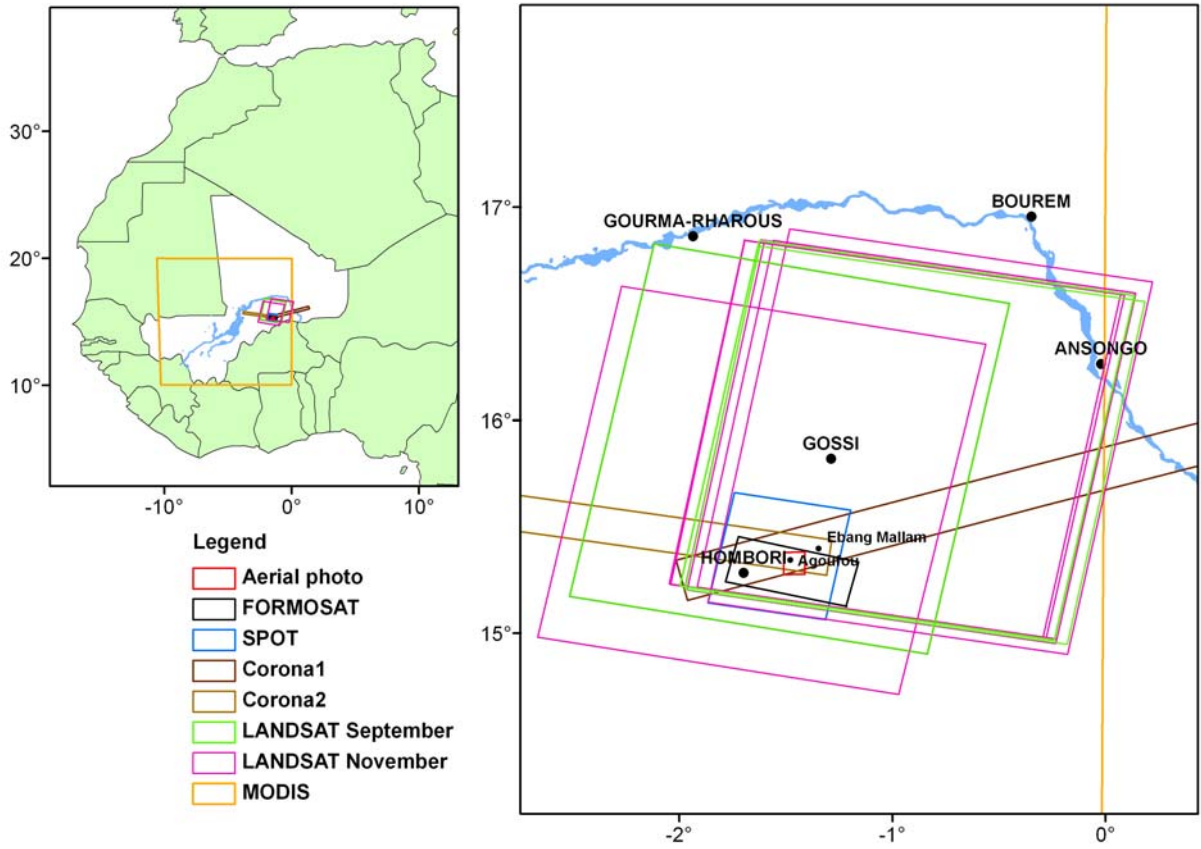 30°
20°
10°
-10°
0°
10°
Legend
Aerial photo
FORMOSAT
SPOT
Corona1
Corona2
LANDSAT September
LANDSAT November
MODIS
17°
16°
15°
-2°
-1°
0°
BOUREM
GOURMA-RHAROUS
ANSONGO
GOSSI
Ebang Mallam
HOMBORI
Agoufou